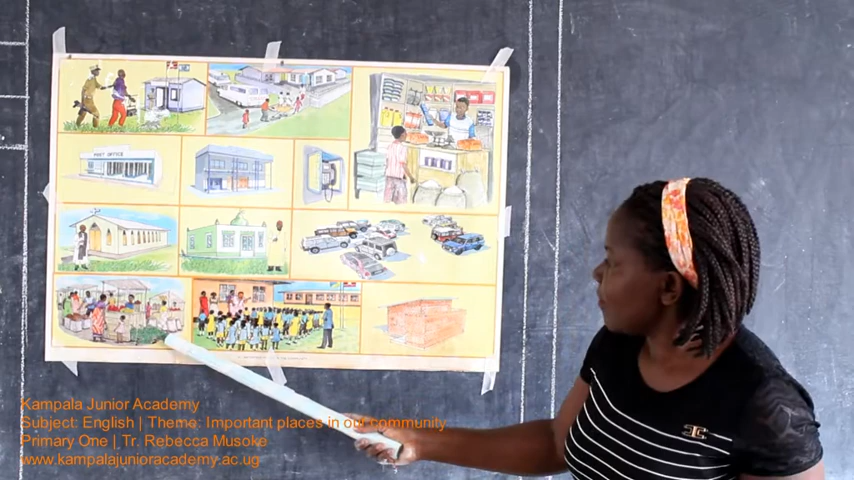 POST OFFICE
Kampala Junior Academy
Subject: English | Theme: Important places in our community
Primary One | Tr. Rebecca Musoke
www.kampalajunioracademy.ac.ug